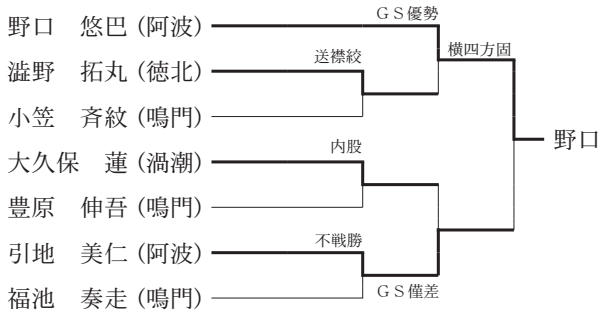 野口　悠巴 (阿波)
ＧＳ優勢
澁野　拓丸 (徳北)
送襟絞
横四方固
小笠　斉紋 (鳴門)
野口
大久保　蓮 (渦潮)
内股
豊原　伸吾 (鳴門)
引地　美仁 (阿波)
不戦勝
福池　奏走 (鳴門)
ＧＳ僅差